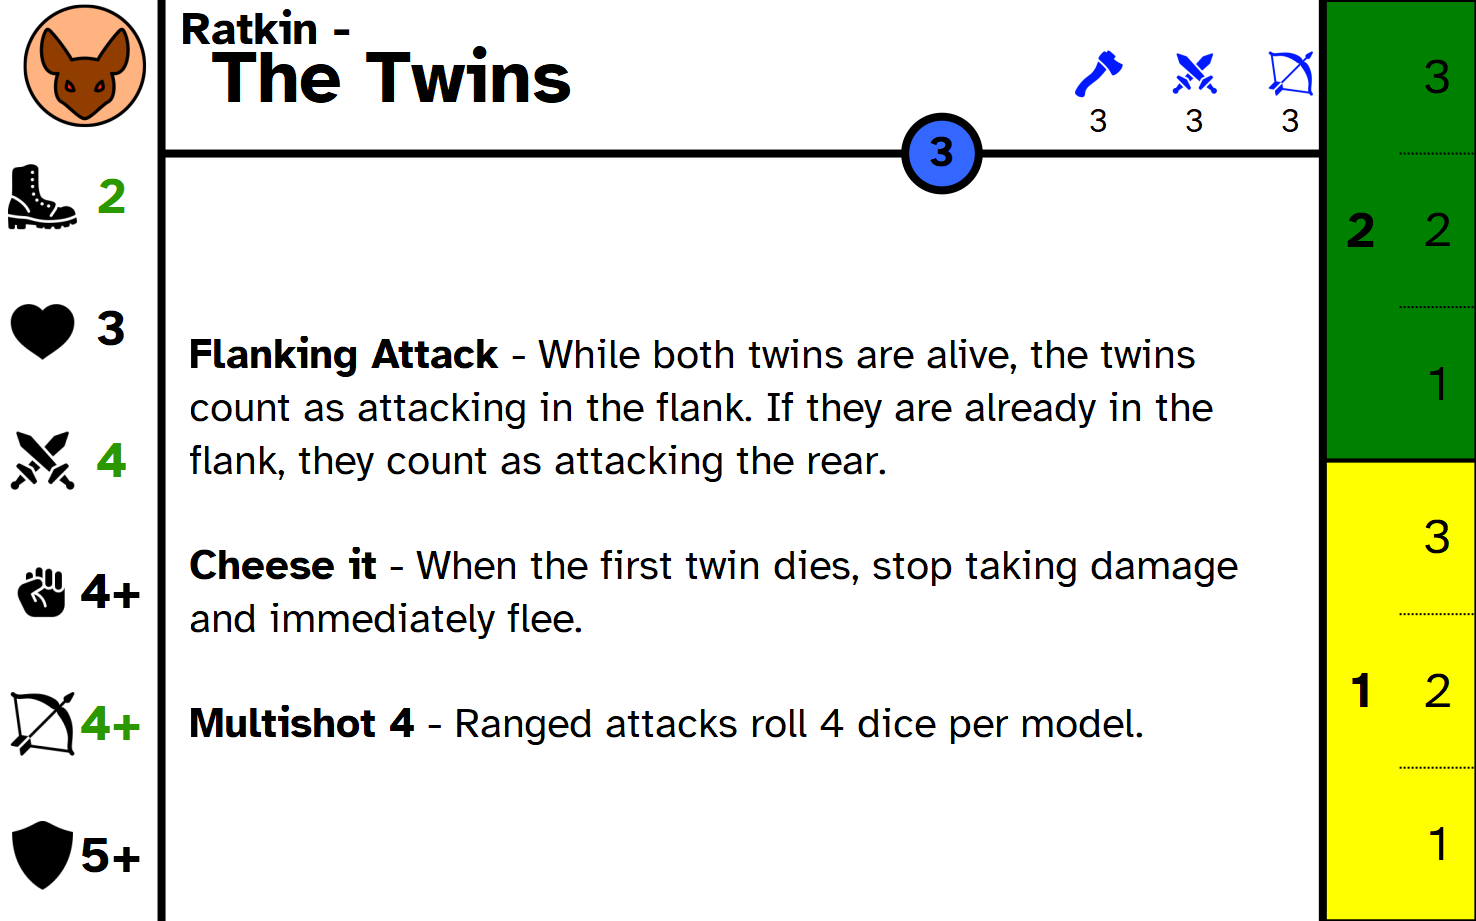 Ratkin -
The Twins
3 3 3
3
2
3
4
4+
4+
5+
Flanking Attack - While both twins are alive, the twins
count as attacking in the flank. If they are already in the
flank, they count as attacking the rear.
Cheese it - When the first twin dies, stop taking damage
and immediately flee.
Multishot 4 - Ranged attacks roll 4 dice per model.
3
2 2
1
3
1 2
1